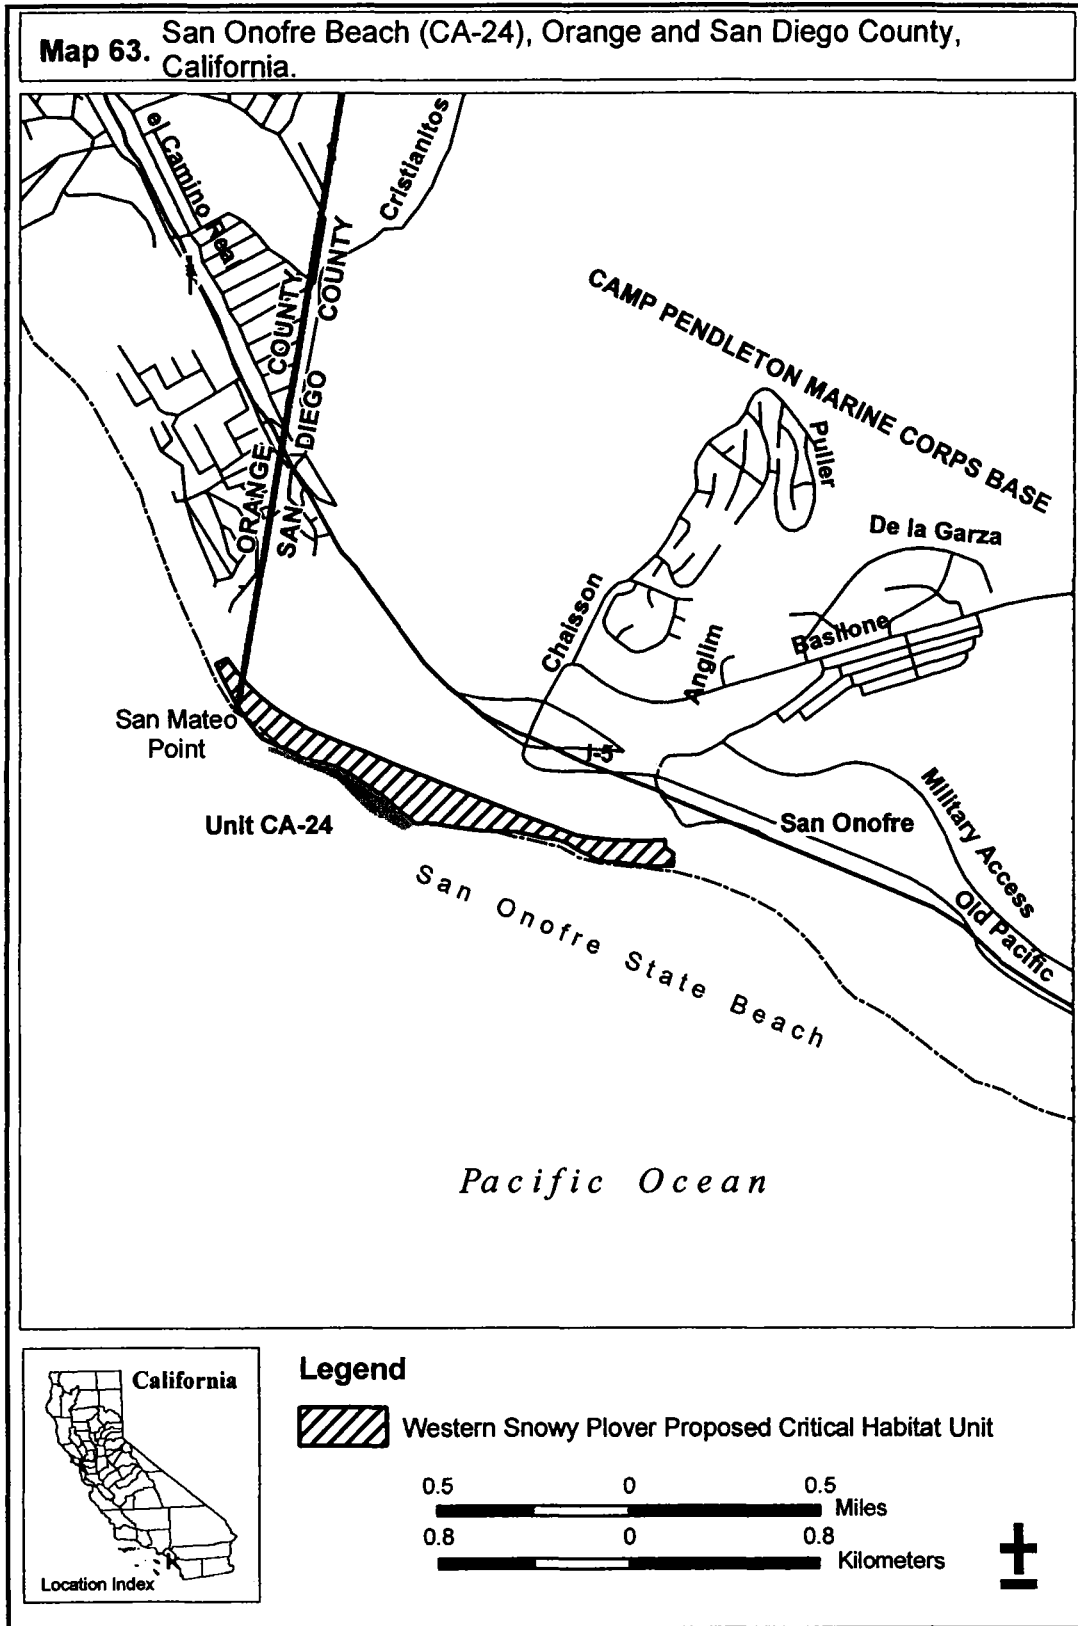 Map 63. San Onofre Beach (CA-24), Orange and San Diego County,
California.
el Camino Real
Cristianitos
ORANGE COUNTY
SAN DIEGO COUNTY
CAMP PENDLETON MARINE CORPS BASE
Puller
De la Garza
Chaisson
Basilone
Anglim
San Mateo
Point
I-5
Unit CA-24
San Onofre
Military Access
Old Pacific
San Onofre State Beach
Pacific Ocean
California
Location Index
Legend
Western Snowy Plover Proposed Critical Habitat Unit
0.5 0 0.5
Miles
0.8 0 0.8
Kilometers